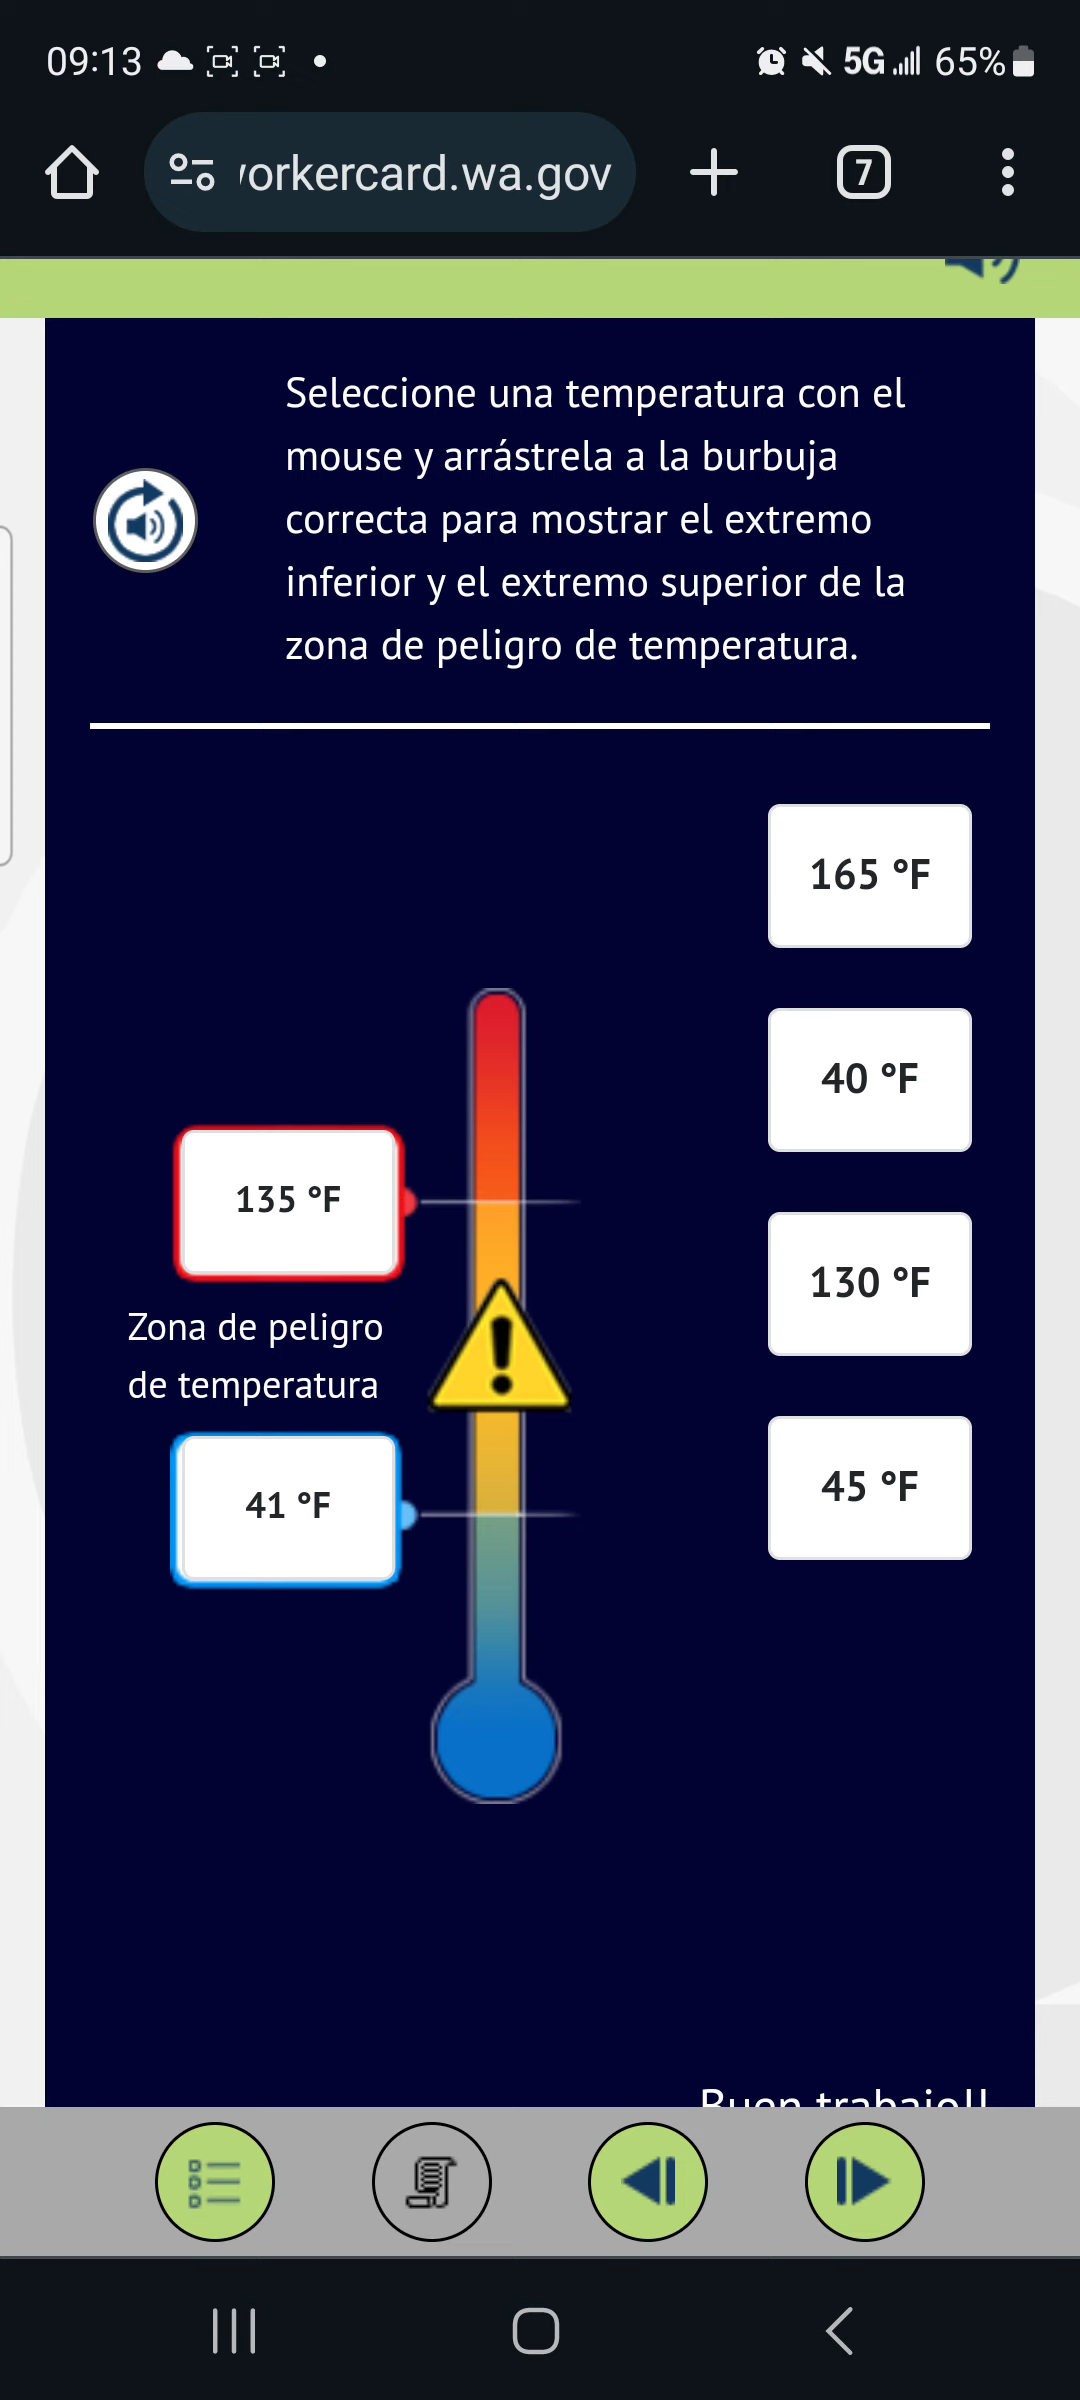 09:13
5G 65%
orkercard.wa.gov
7
Seleccione una temperatura con el
mouse y arrástrela a la burbuja
correcta para mostrar el extremo
inferior y el extremo superior de la
zona de peligro de temperatura.
165 °F
40 °F
135 °F
130 °F
Zona de peligro
de temperatura
41 °F
45 °F
Buen trabajo!!